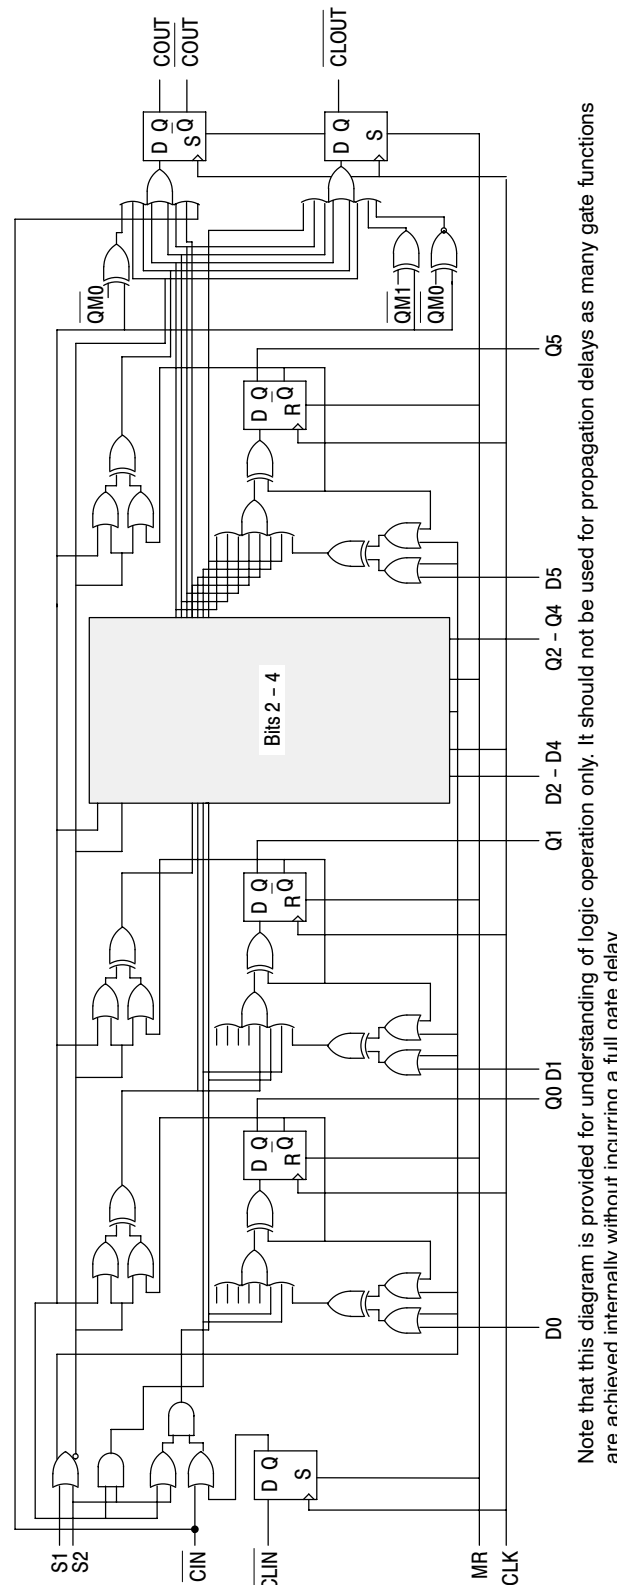 S1
S2
CIN
CLIN
MR
CLK
D Q
S
D0
D Q
Q
R
Q0
D1
D Q
Q
R
Q1
Bits 2 – 4
D2 – D4
Q2 – Q4
D5
D Q
Q
R
Q5
QM0
QM1
QM0
D Q
Q
S
COUT
COUT
D Q
S
CLOUT
Note that this diagram is provided for understanding of logic operation only. It should not be used for propagation delays as many gate functions
are achieved internally without incurring a full gate delay